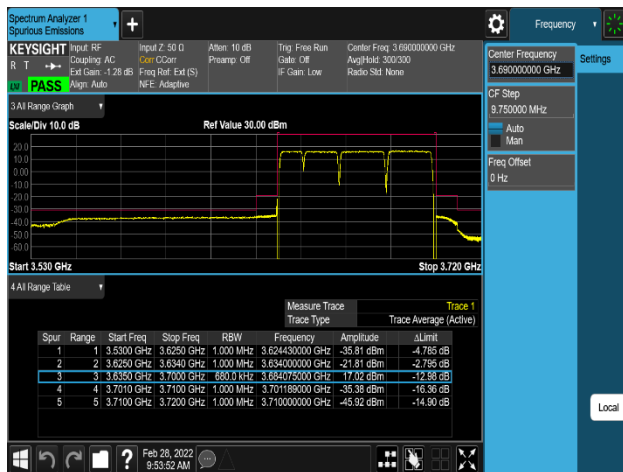 Spectrum Analyzer 1
Spurious Emissions
Frequency
KEYSIGHT Input: RF Input Z: 50 Ω Atten: 10 dB Trig: Free Run Center Freq: 3.690000000 GHz
R T Coupling: AC Corr CCorr Preamp: Off Gate: Off Avg|Hold: 300/300
Ext Gain: -1.28 dB Freq Ref: Ext (S) IF Gain: Low Radio Std: None
LV PASS Align: Auto NFE: Adaptive
Center Frequency
3.690000000 GHz
Settings
CF Step
9.750000 MHz
Auto
Man
Freq Offset
0 Hz
3 All Range Graph
Scale/Div 10.0 dB Ref Value 30.00 dBm
20.0
10.0
0.00
-10.0
-20.0
-30.0
-40.0
-50.0
-60.0
Start 3.530 GHz Stop 3.720 GHz
4 All Range Table
Measure Trace Trace 1
Trace Type Trace Average (Active)
Spur Range Start Freq Stop Freq RBW Frequency Amplitude ΔLimit
1 1 3.5300 GHz 3.6250 GHz 1.000 MHz 3.624430000 GHz -35.81 dBm -4.785 dB
2 2 3.6250 GHz 3.6340 GHz 1.000 MHz 3.634000000 GHz -21.81 dBm -2.795 dB
3 3 3.6350 GHz 3.7000 GHz 680.0 kHz 3.684075000 GHz 17.02 dBm -12.98 dB
4 4 3.7010 GHz 3.7100 GHz 1.000 MHz 3.701189000 GHz -35.38 dBm -16.36 dB
5 5 3.7100 GHz 3.7200 GHz 1.000 MHz 3.710000000 GHz -45.92 dBm -14.90 dB
Local
Feb 28, 2022
9:53:52 AM